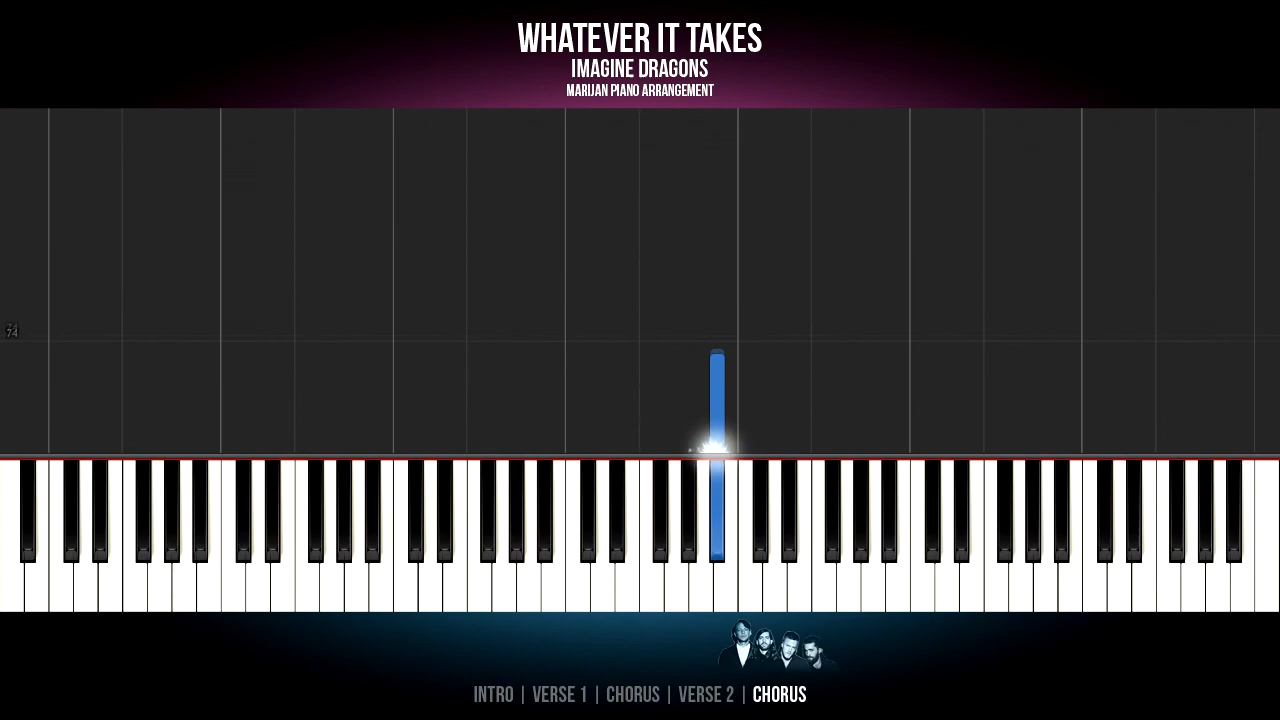 WHATEVER IT TAKES
IMAGINE DRAGONS
MARIJAN PIANO ARRANGEMENT
INTRO | VERSE 1 | CHORUS | VERSE 2 | CHORUS